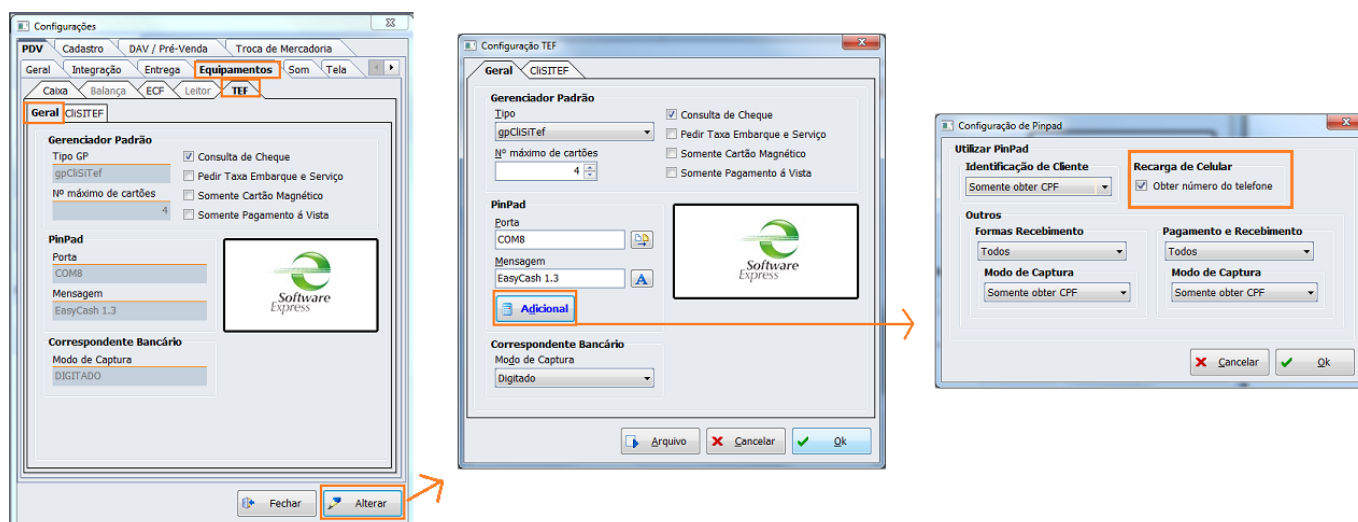 Configurações
PDV Cadastro DAV / Pré-Venda Troca de Mercadoria
Geral Integração Entrega Equipamentos Som Tela
Caixa Balança ECF Leitor TEF
Geral CliSITEF
Gerenciador Padrão
Tipo GP
gpCliSiTef
Nº máximo de cartões
4
Consulta de Cheque
Pedir Taxa Embarque e Serviço
Somente Cartão Magnético
Somente Pagamento á Vista
PinPad
Porta
COM8
Mensagem
EasyCash 1.3
Software
Express
Correspondente Bancário
Modo de Captura
DIGITADO
Fechar Alterar
Configuração TEF
Geral CliSITEF
Gerenciador Padrão
Tipo
gpCliSiTef
Nº máximo de cartões
4
Consulta de Cheque
Pedir Taxa Embarque e Serviço
Somente Cartão Magnético
Somente Pagamento á Vista
PinPad
Porta
COM8
Mensagem
EasyCash 1.3
A
Adicional
Software
Express
Correspondente Bancário
Modo de Captura
Digitado
Arquivo Cancelar Ok
Configuração de Pinpad
Utilizar PinPad
Identificação de Cliente
Somente obter CPF
Recarga de Celular
Obter número do telefone
Outros
Formas Recebimento
Todos
Modo de Captura
Somente obter CPF
Pagamento e Recebimento
Todos
Modo de Captura
Somente obter CPF
Cancelar Ok